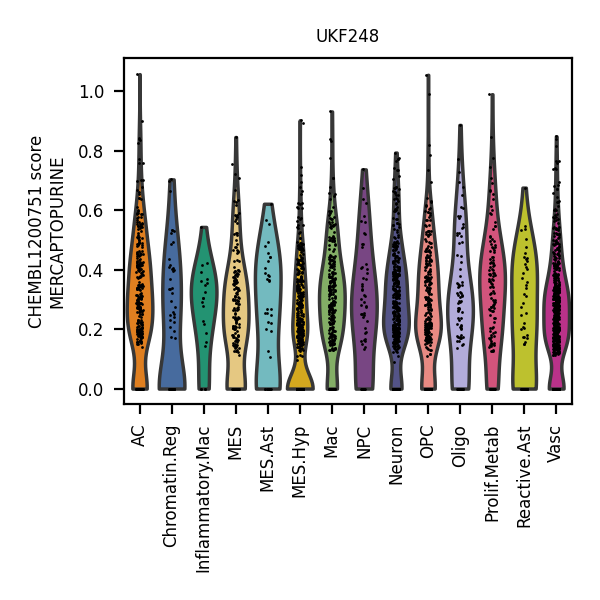 UKF248
CHEMBL1200751 score
MERCAPTOPURINE
1.0
0.8
0.6
0.4
0.2
0.0
AC
Chromatin.Reg
Inflammatory.Mac
MES
MES.Ast
MES.Hyp
Mac
NPC
Neuron
OPC
Oligo
Prolif.Metab
Reactive.Ast
Vasc